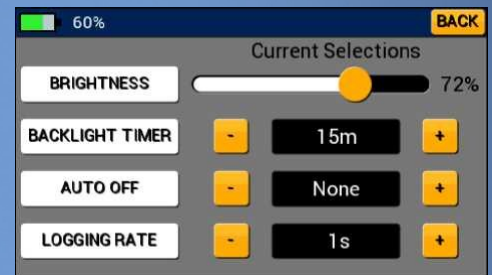 60% BACK
Current Selections
BRIGHTNESS 72%
BACKLIGHT TIMER - 15m +
AUTO OFF - None +
LOGGING RATE - 1s +